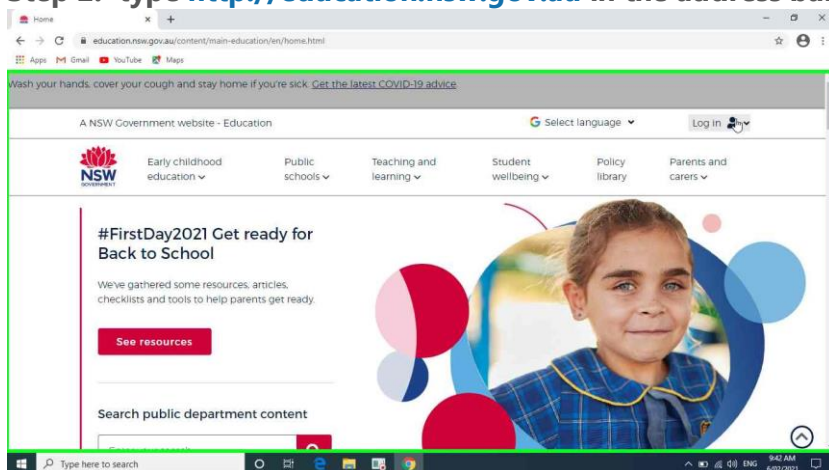 Step 1: type http://education.nsw.gov.au in the address bar
Home
education.nsw.gov.au/content/main-education/en/home.html
Apps Gmail YouTube Maps
Wash your hands, cover your cough and stay home if you're sick. Get the latest COVID-19 advice
A NSW Government website - Education
Select language
Log in
NSW
GOVERNMENT
Early childhood education
Public schools
Teaching and learning
Student wellbeing
Policy library
Parents and carers
#FirstDay2021 Get ready for
Back to School
We've gathered some resources, articles,
checklists and tools to help parents get ready.
See resources
Search public department content
Type here to search
ENG
9:42 AM
6/02/2021